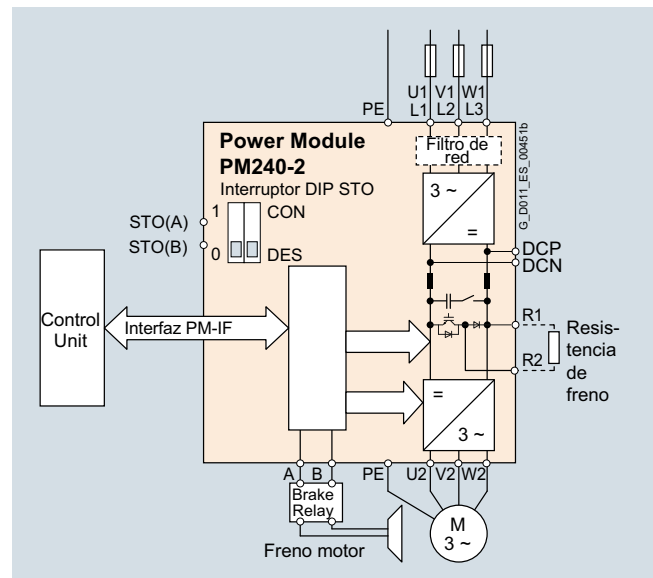 U1 V1 W1
PE L1 L2 L3
Power Module
PM240-2
Interruptor DIP STO
Filtro de
red
G_D011_ES_00451b
STO(A)
STO(B)
1 CON
0 DES
3 ~
=
DCP
DCN
Control
Unit
Interfaz PM-IF
R1
R2
Resis-
tencia
de
freno
=
3 ~
A B PE U2 V2 W2
Brake
Relay
Freno motor
M
3 ~